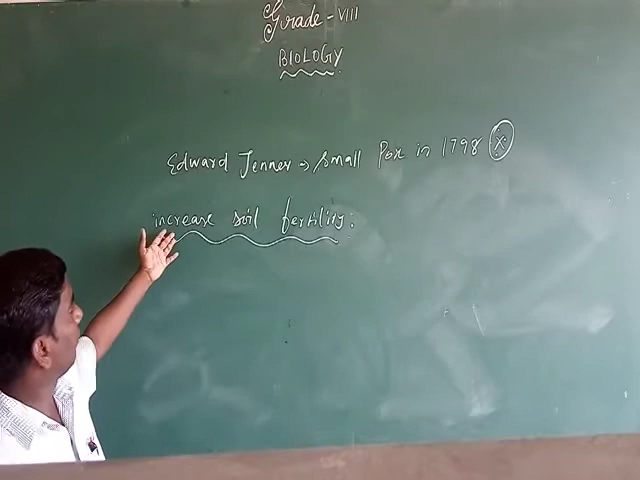 Grade - VIII
BIOLOGY
Edward Jenner → Small Pox in 1798 X
increase soil fertility: